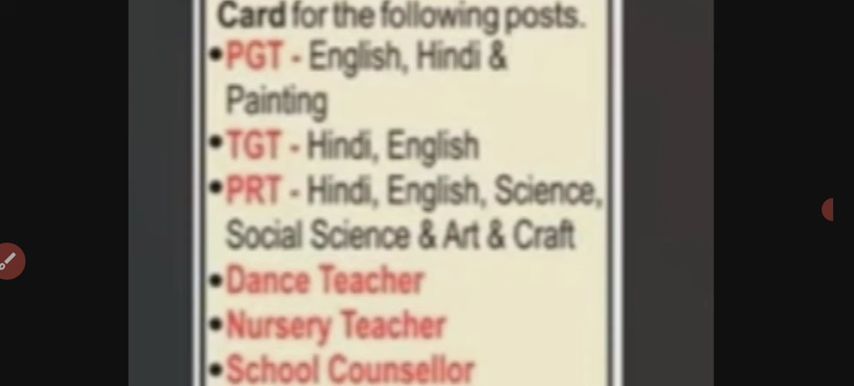 Card for the following posts.
•PGT - English, Hindi &
Painting
•TGT - Hindi, English
•PRT - Hindi, English, Science,
Social Science & Art & Craft
•Dance Teacher
•Nursery Teacher
•School Counsellor